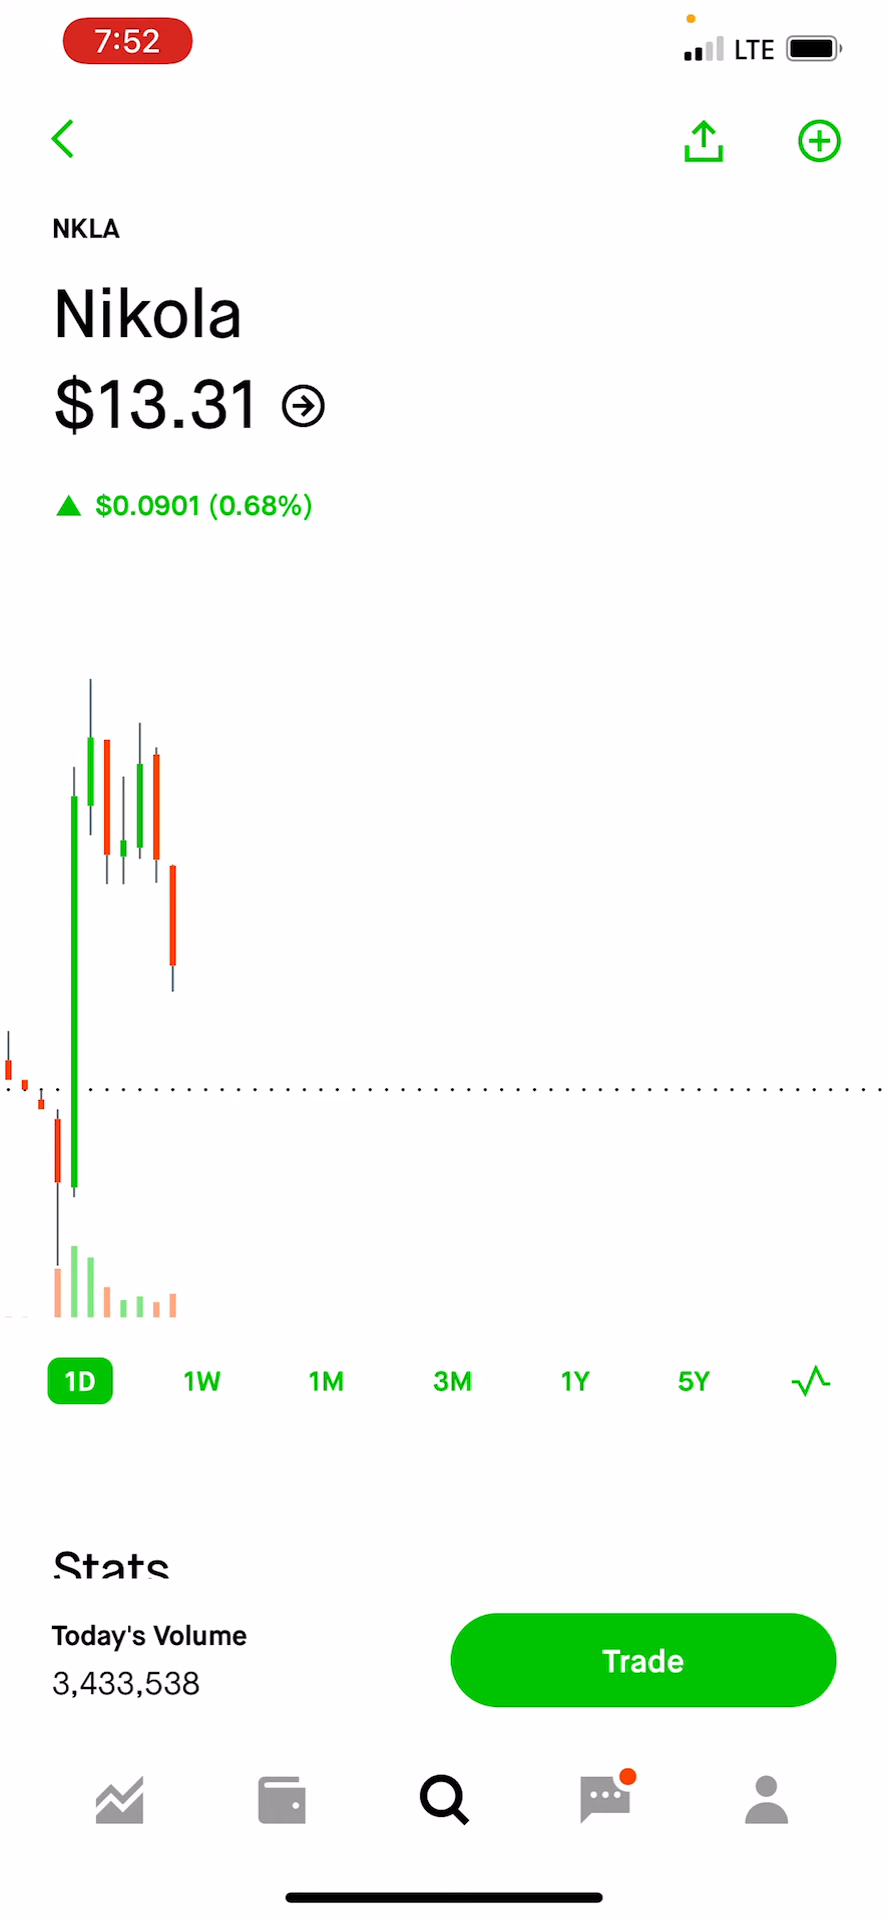 7:52
LTE
NKLA
Nikola
$13.31
$0.0901 (0.68%)
1D 1W 1M 3M 1Y 5Y
Stats
Today's Volume
3,433,538
Trade